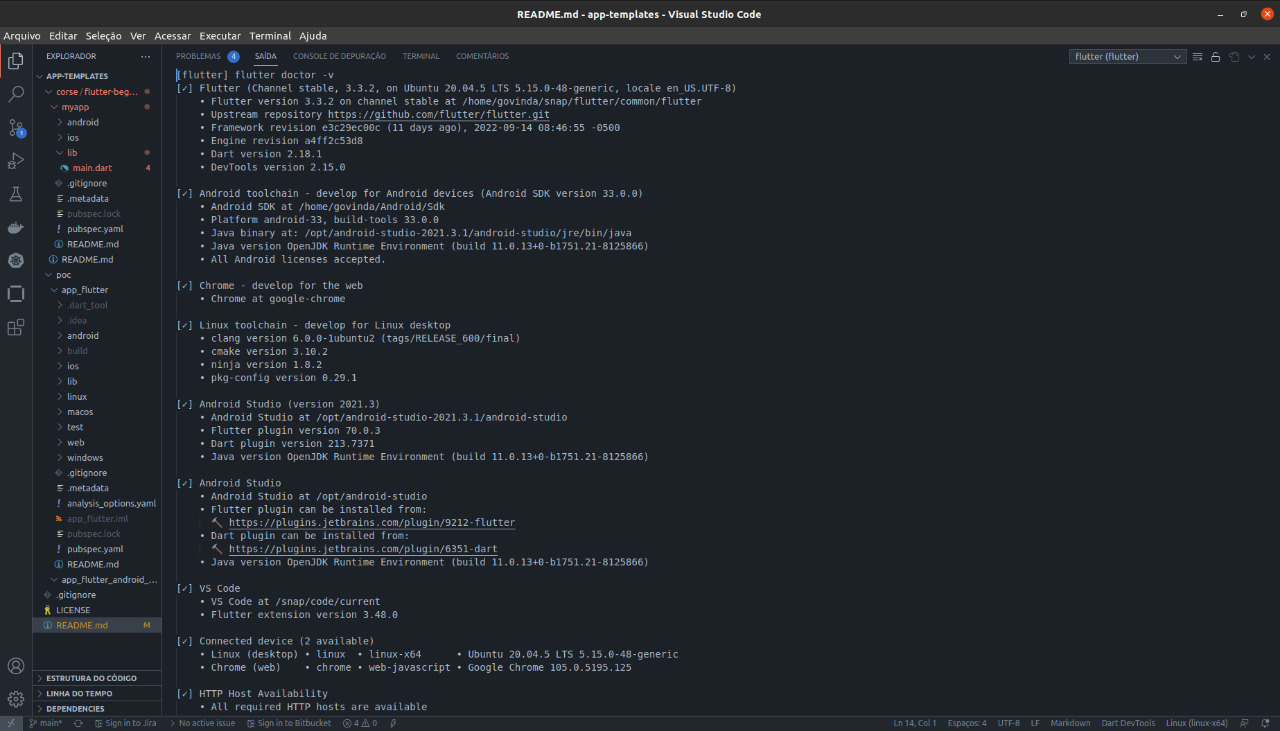 README.md - app-templates - Visual Studio Code
Arquivo Editar Seleção Ver Acessar Executar Terminal Ajuda
EXPLORADOR
APP-TEMPLATES
corse / flutter-beg...
myapp
android
ios
lib
main.dart 4
.gitignore
.metadata
pubspec.lock
pubspec.yaml
README.md
README.md
poc
app_flutter
.dart_tool
.idea
android
build
ios
lib
linux
macos
test
web
windows
.gitignore
.metadata
analysis_options.yaml
app_flutter.iml
pubspec.lock
pubspec.yaml
README.md
app_flutter_android_...
.gitignore
LICENSE
README.md M
ESTRUTURA DO CÓDIGO
LINHA DO TEMPO
DEPENDENCIES
1
PROBLEMAS 4 SAÍDA CONSOLE DE DEPURAÇÃO TERMINAL COMENTÁRIOS
flutter (flutter)
[flutter] flutter doctor -v
[✓] Flutter (Channel stable, 3.3.2, on Ubuntu 20.04.5 LTS 5.15.0-48-generic, locale en_US.UTF-8)
• Flutter version 3.3.2 on channel stable at /home/govinda/snap/flutter/common/flutter
• Upstream repository https://github.com/flutter/flutter.git
• Framework revision e3c29ec00c (11 days ago), 2022-09-14 08:46:55 -0500
• Engine revision a4ff2c53d8
• Dart version 2.18.1
• DevTools version 2.15.0
[✓] Android toolchain - develop for Android devices (Android SDK version 33.0.0)
• Android SDK at /home/govinda/Android/Sdk
• Platform android-33, build-tools 33.0.0
• Java binary at: /opt/android-studio-2021.3.1/android-studio/jre/bin/java
• Java version OpenJDK Runtime Environment (build 11.0.13+0-b1751.21-8125866)
• All Android licenses accepted.
[✓] Chrome - develop for the web
• Chrome at google-chrome
[✓] Linux toolchain - develop for Linux desktop
• clang version 6.0.0-1ubuntu2 (tags/RELEASE_600/final)
• cmake version 3.10.2
• ninja version 1.8.2
• pkg-config version 0.29.1
[✓] Android Studio (version 2021.3)
• Android Studio at /opt/android-studio-2021.3.1/android-studio
• Flutter plugin version 70.0.3
• Dart plugin version 213.7371
• Java version OpenJDK Runtime Environment (build 11.0.13+0-b1751.21-8125866)
[✓] Android Studio
• Android Studio at /opt/android-studio
• Flutter plugin can be installed from:
🔨 https://plugins.jetbrains.com/plugin/9212-flutter
• Dart plugin can be installed from:
🔨 https://plugins.jetbrains.com/plugin/6351-dart
• Java version OpenJDK Runtime Environment (build 11.0.13+0-b1751.21-8125866)
[✓] VS Code
• VS Code at /snap/code/current
• Flutter extension version 3.48.0
[✓] Connected device (2 available)
• Linux (desktop) • linux • linux-x64 • Ubuntu 20.04.5 LTS 5.15.0-48-generic
• Chrome (web) • chrome • web-javascript • Google Chrome 105.0.5195.125
[✓] HTTP Host Availability
• All required HTTP hosts are available
main* Sign in to Jira No active issue Sign in to Bitbucket 4 0 Ln 14, Col 1 Espaços: 4 UTF-8 LF Markdown Dart DevTools Linux (linux-x64)